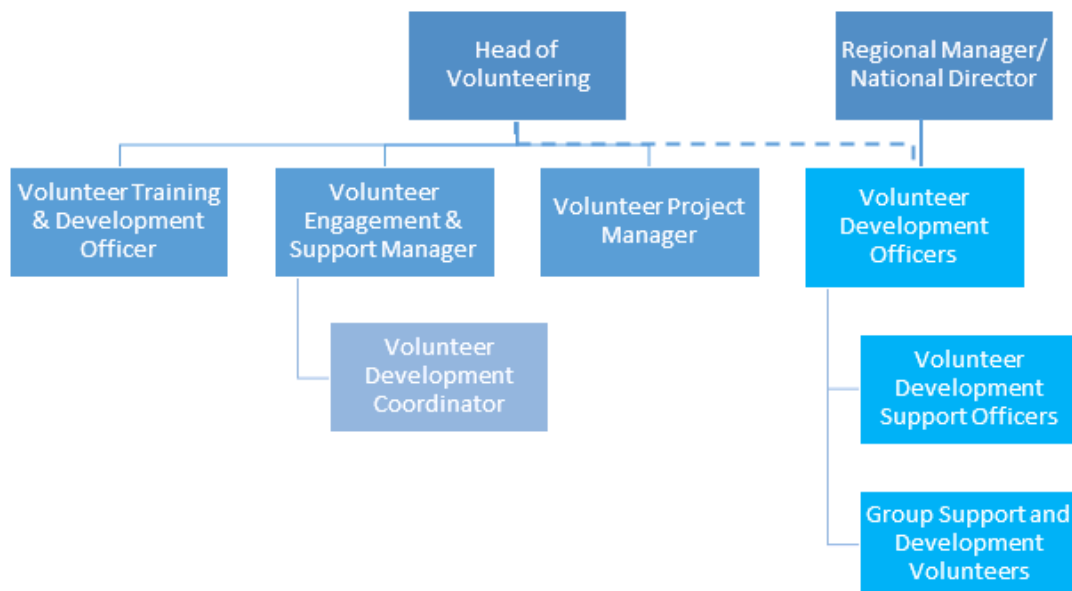 Head of
Volunteering
Regional Manager/
National Director
Volunteer Training
& Development
Officer
Volunteer
Engagement &
Support Manager
Volunteer Project
Manager
Volunteer
Development
Officers
Volunteer
Development
Coordinator
Volunteer
Development
Support Officers
Group Support and
Development
Volunteers